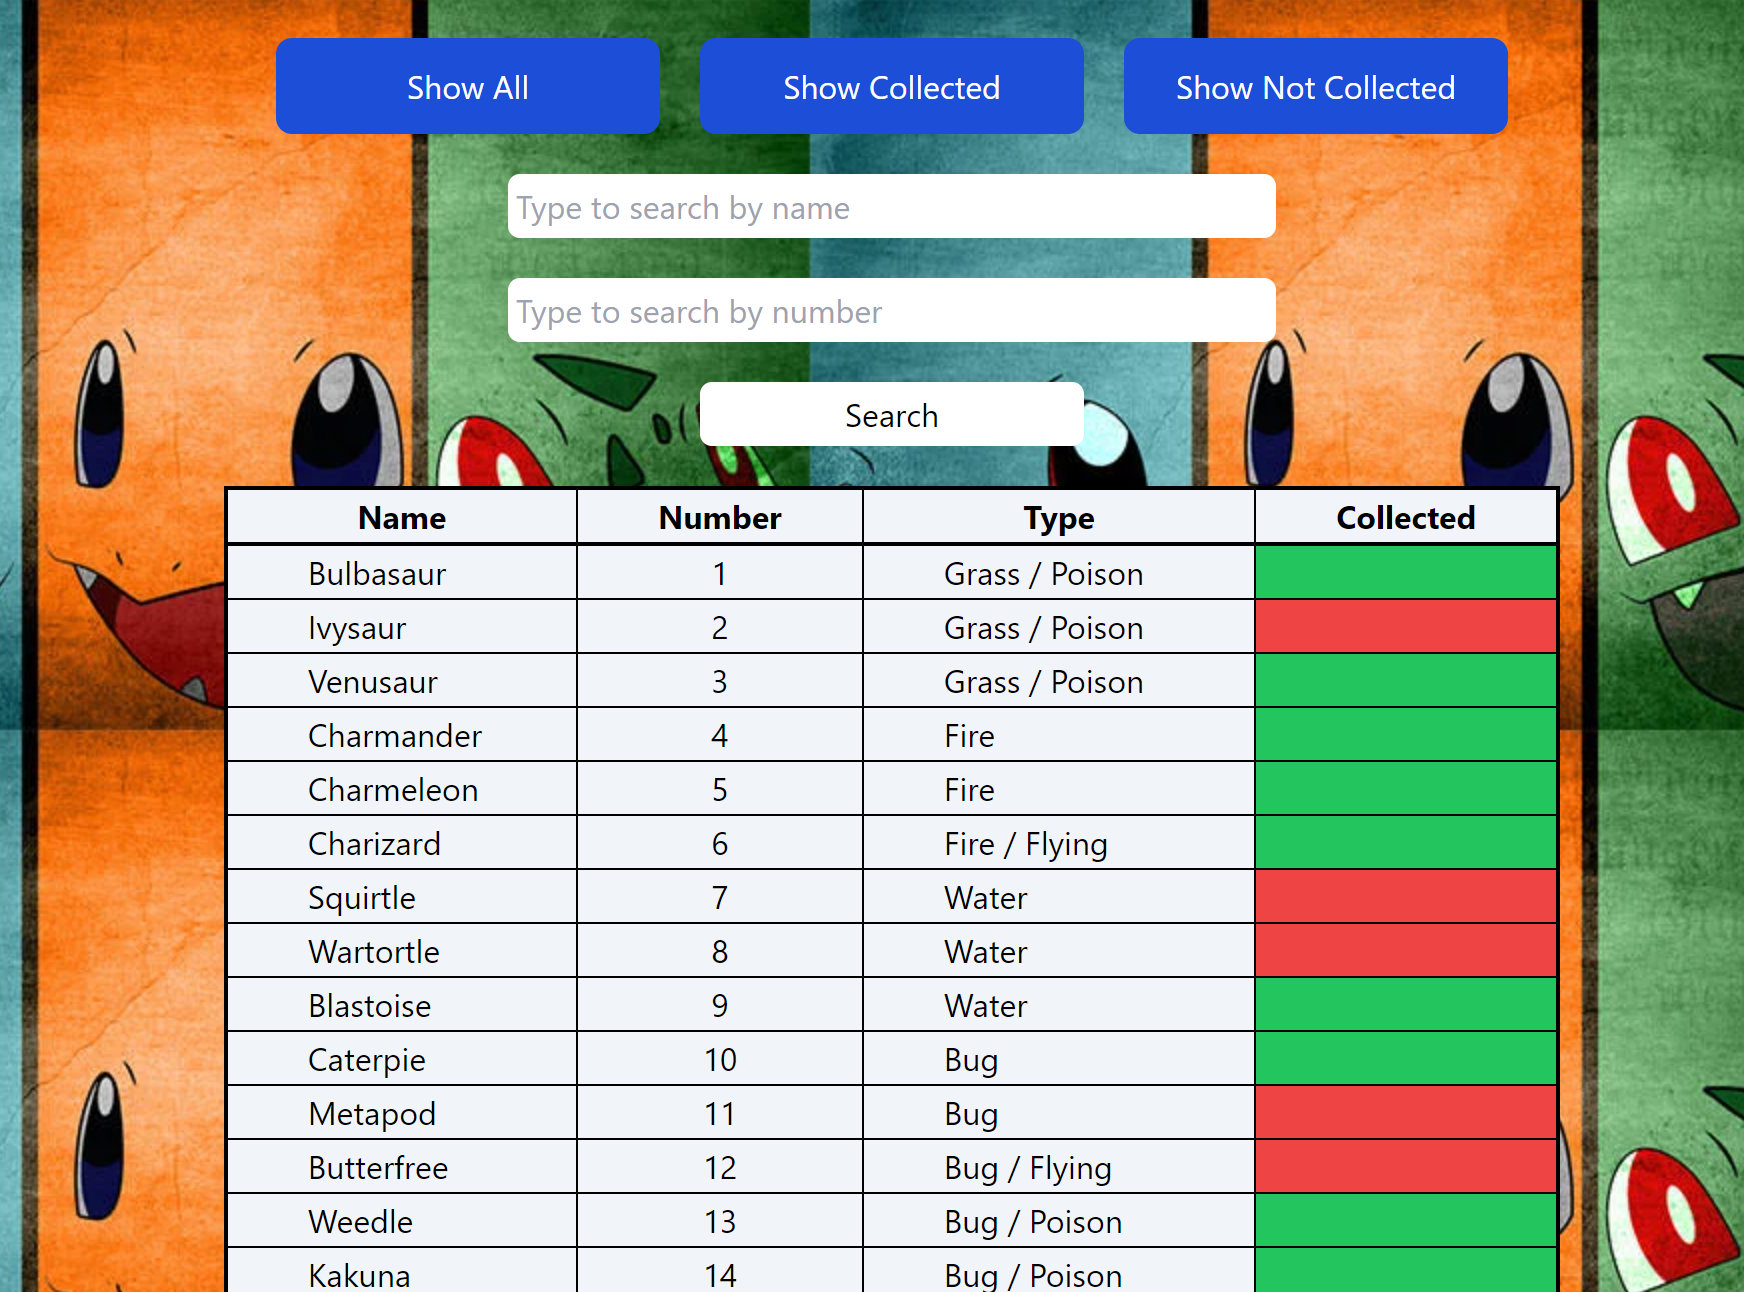 Show All Show Collected Show Not Collected
Type to search by name
Type to search by number
Search
Name Number Type Collected
Bulbasaur 1 Grass / Poison
Ivysaur 2 Grass / Poison
Venusaur 3 Grass / Poison
Charmander 4 Fire
Charmeleon 5 Fire
Charizard 6 Fire / Flying
Squirtle 7 Water
Wartortle 8 Water
Blastoise 9 Water
Caterpie 10 Bug
Metapod 11 Bug
Butterfree 12 Bug / Flying
Weedle 13 Bug / Poison
Kakuna 14 Bug / Poison